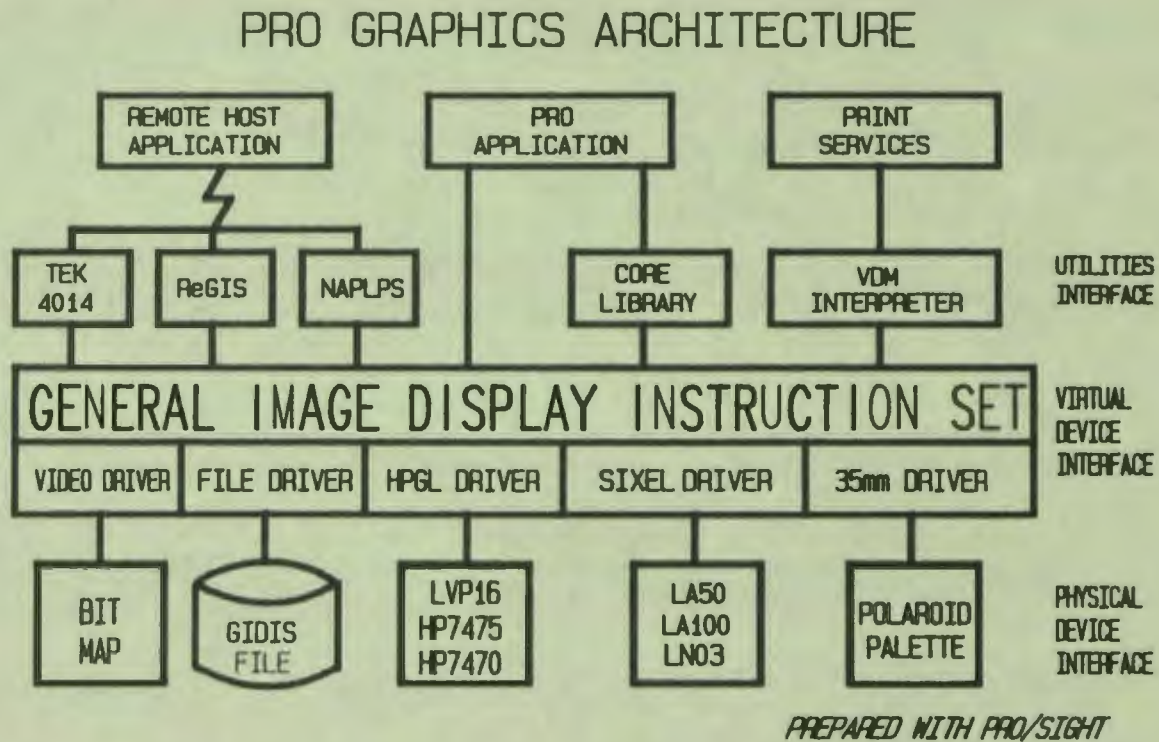 PRO GRAPHICS ARCHITECTURE
REMOTE HOST
APPLICATION
PRO
APPLICATION
PRINT
SERVICES
TEK
4014
ReGIS
NAPLPS
CORE
LIBRARY
VDM
INTERPRETER
UTILITIES
INTERFACE
GENERAL IMAGE DISPLAY INSTRUCTION SET
VIRTUAL
DEVICE
INTERFACE
VIDEO DRIVER
FILE DRIVER
HPGL DRIVER
SIXEL DRIVER
35mm DRIVER
BIT
MAP
GIDIS
FILE
LVP16
HP7475
HP7470
LA50
LA100
LN03
POLAROID
PALETTE
PHYSICAL
DEVICE
INTERFACE
PREPARED WITH PRO/SIGHT